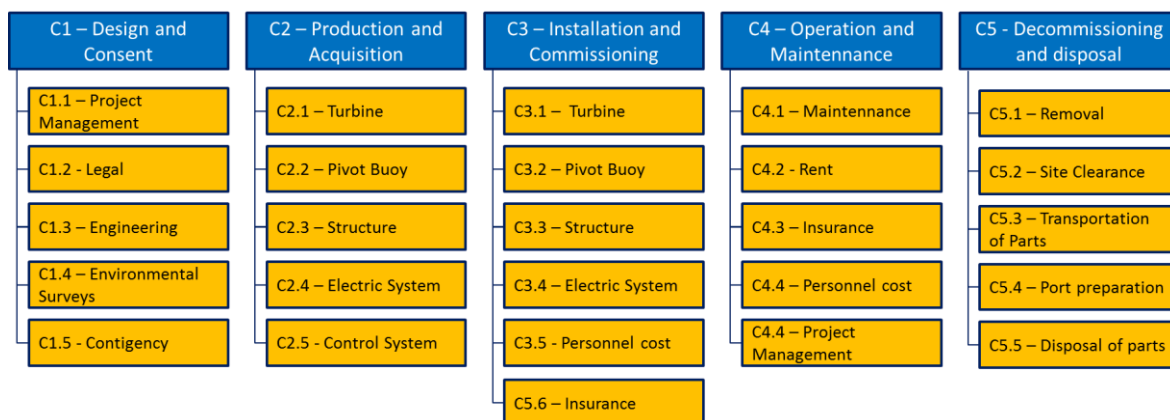 C1 – Design and
Consent
C1.1 – Project
Management
C1.2 - Legal
C1.3 – Engineering
C1.4 – Environmental
Surveys
C1.5 - Contigency
C2 – Production and
Acquisition
C2.1 – Turbine
C2.2 – Pivot Buoy
C2.3 – Structure
C2.4 – Electric System
C2.5 - Control System
C3 – Installation and
Commissioning
C3.1 –  Turbine
C3.2 – Pivot Buoy
C3.3 – Structure
C3.4 – Electric System
C3.5 - Personnel cost
C5.6 – Insurance
C4 – Operation and
Maintennance
C4.1 – Maintennance
C4.2 - Rent
C4.3 – Insurance
C4.4 – Personnel cost
C4.4 – Project
Management
C5 - Decommissioning
and disposal
C5.1 – Removal
C5.2 – Site Clearance
C5.3 – Transportation
of Parts
C5.4 – Port preparation
C5.5 – Disposal of parts